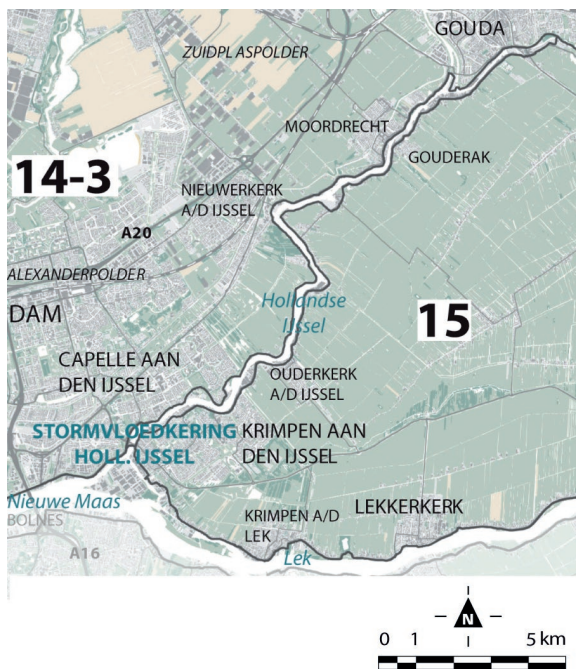 GOUDA
ZUIDPLASPOLDER
MOORDRECHT
GOUDERAK
14-3
NIEUWERKERK
A/D IJSSEL
A20
ALEXANDERPOLDER
Hollandse
IJssel
15
DAM
CAPELLE AAN
DEN IJSSEL
OUDERKERK
A/D IJSSEL
STORMVLOEDKERING
HOLL. IJSSEL
KRIMPEN AAN
DEN IJSSEL
Nieuwe Maas
BOLNES
KRIMPEN A/D
LEK
LEKKERKERK
A16
Lek
N
0 1 5 km